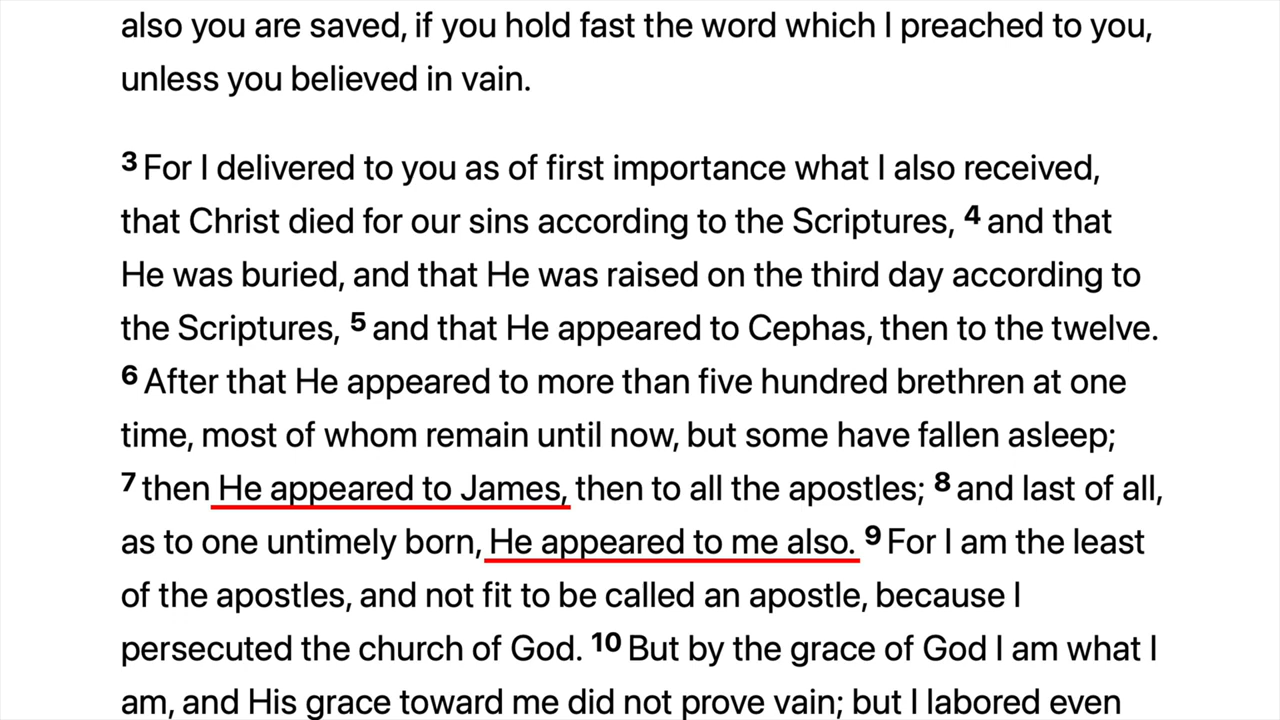 also you are saved, if you hold fast the word which I preached to you,
unless you believed in vain.
3 For I delivered to you as of first importance what I also received,
that Christ died for our sins according to the Scriptures, 4 and that
He was buried, and that He was raised on the third day according to
the Scriptures, 5 and that He appeared to Cephas, then to the twelve.
6 After that He appeared to more than five hundred brethren at one
time, most of whom remain until now, but some have fallen asleep;
7 then He appeared to James, then to all the apostles; 8 and last of all,
as to one untimely born, He appeared to me also. 9 For I am the least
of the apostles, and not fit to be called an apostle, because I
persecuted the church of God. 10 But by the grace of God I am what I
am, and His grace toward me did not prove vain; but I labored even